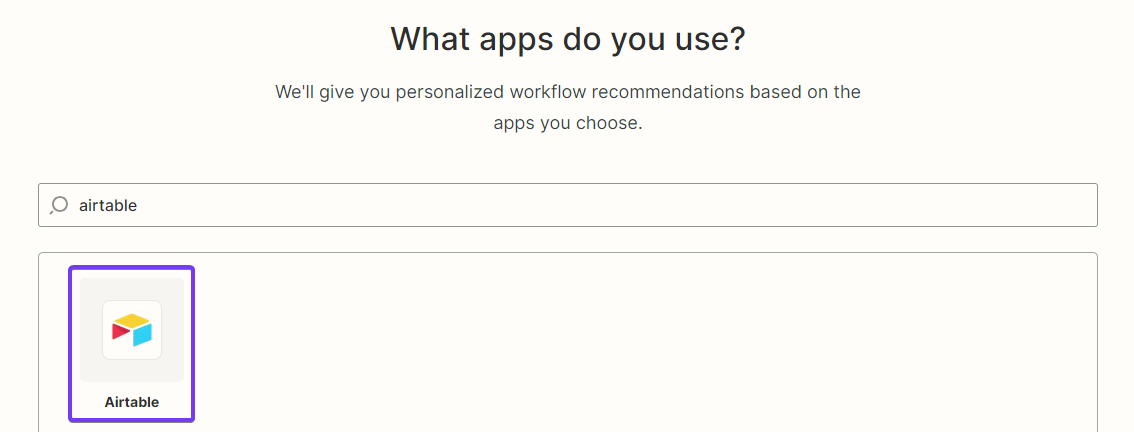 What apps do you use?
We'll give you personalized workflow recommendations based on the
apps you choose.
airtable
Airtable